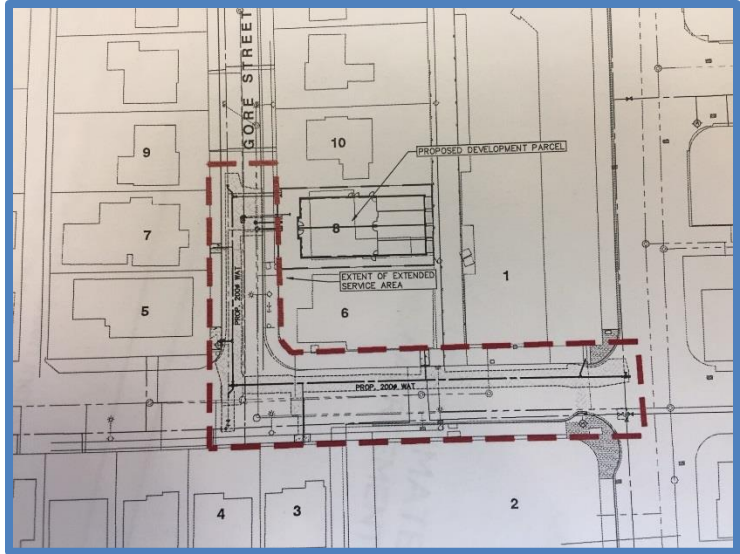 GORE STREET
9
10
PROPOSED DEVELOPMENT PARCEL
7
8
1
EXTENT OF EXTENDED
SERVICE AREA
5
6
PROP. 200ø WAT
PROP. 200ø WAT
4
3
2